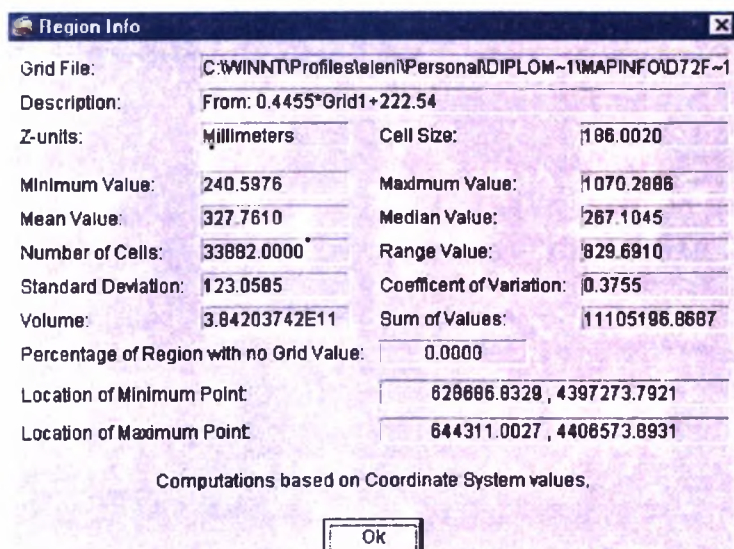 Region Info
Grid File: C:\WINNT\Profiles\eleni\Personal\DIPLOM~1\MAPINFO\D72F~1
Description: From: 0.4455*Grid1+222.54
Z-units: Millimeters Cell Size: 186.0020
Minimum Value: 240.5976 Maximum Value: 1070.2886
Mean Value: 327.7610 Median Value: 267.1045
Number of Cells: 33882.0000 Range Value: 829.6910
Standard Deviation: 123.0585 Coefficent of Variation: 0.3755
Volume: 3.84203742E11 Sum of Values: 11105196.8687
Percentage of Region with no Grid Value: 0.0000
Location of Minimum Point: 628686.8329 , 4397273.7921
Location of Maximum Point: 644311.0027 , 4406573.8931
Computations based on Coordinate System values.
Ok